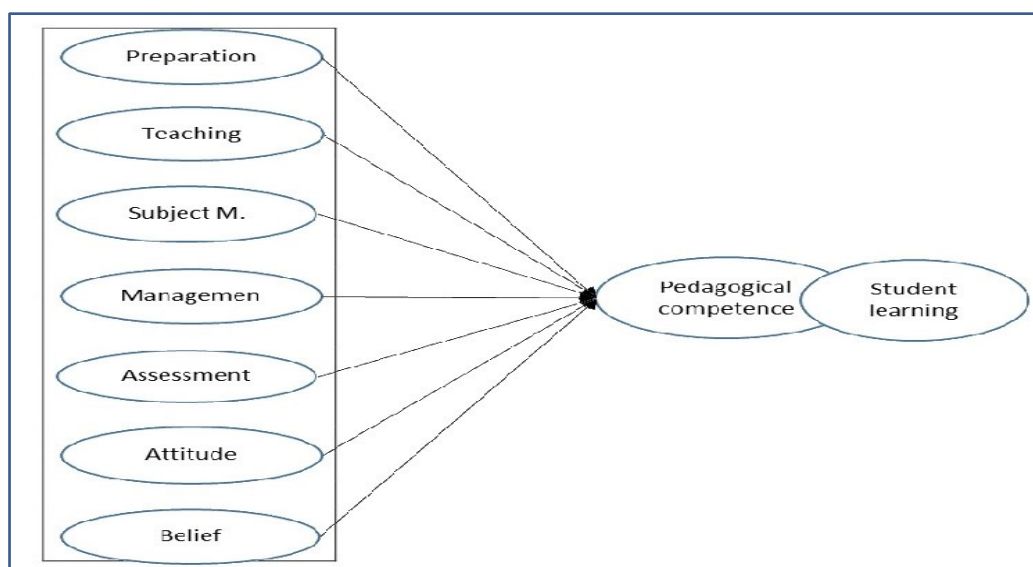 Preparation
Teaching
Subject M.
Managemen
Assessment
Attitude
Belief
Pedagogical
competence
Student
learning